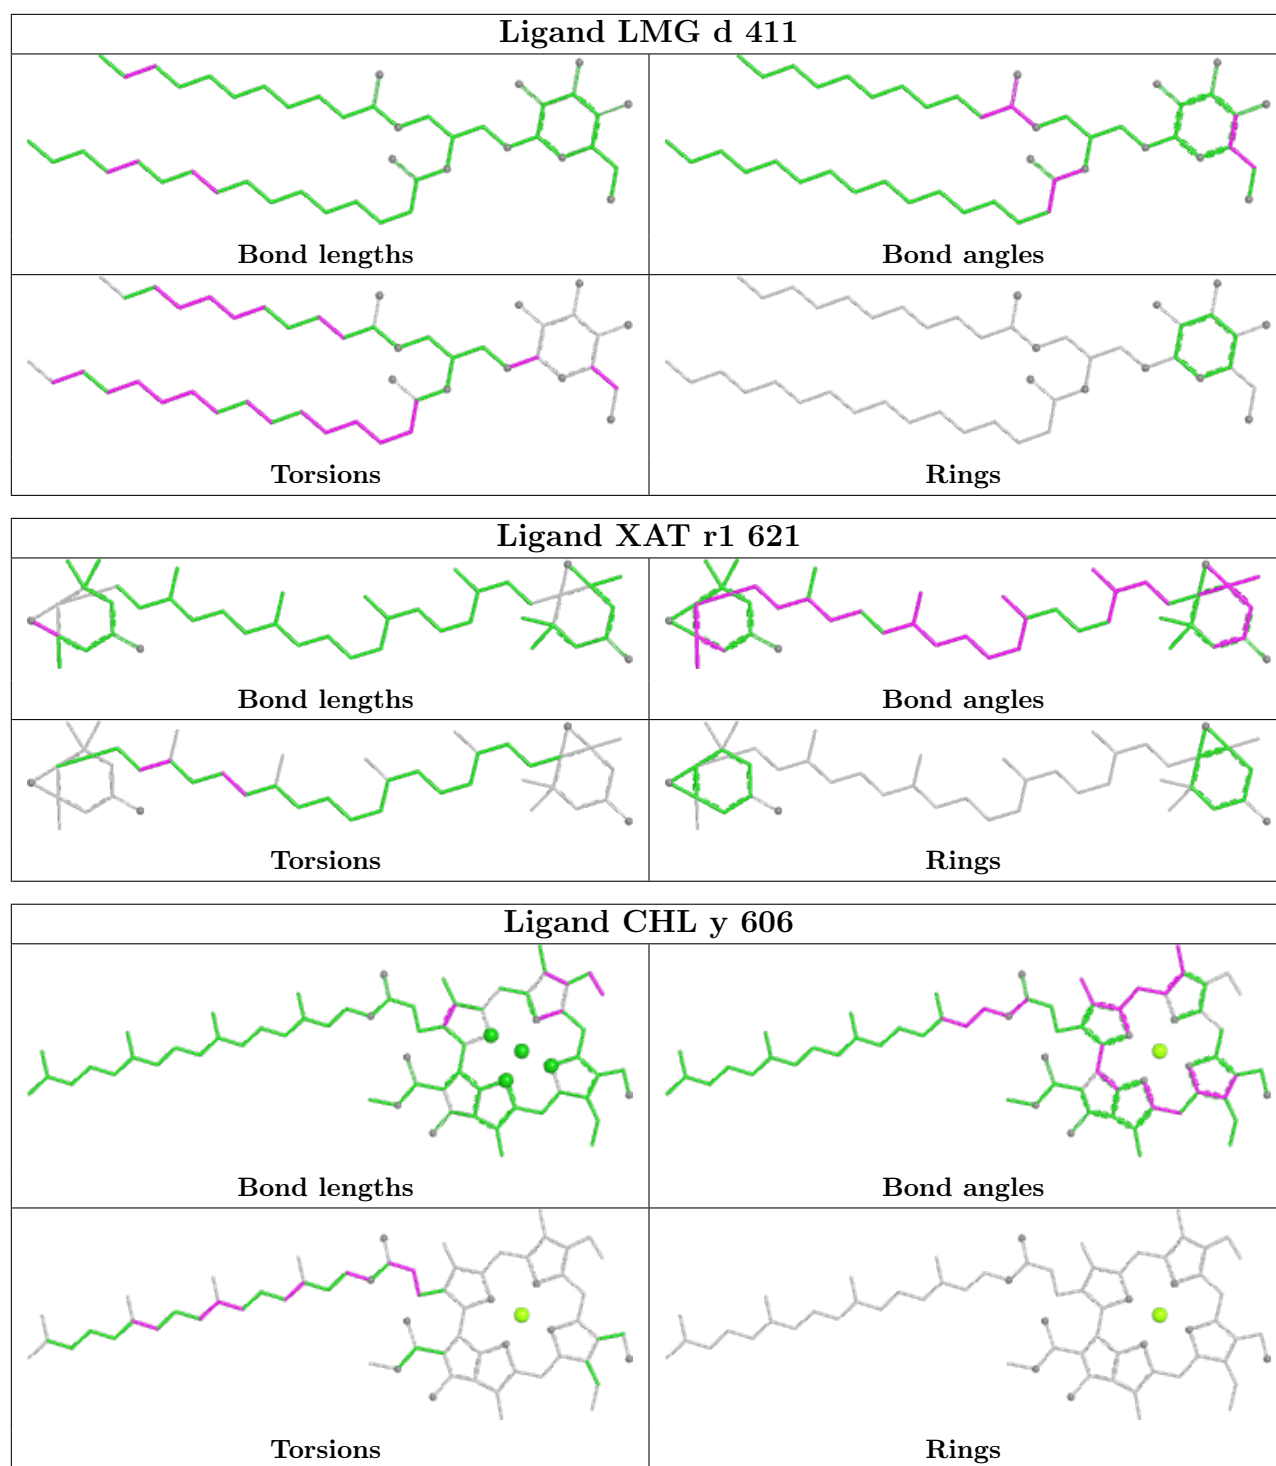 Ligand LMG d 411
Bond lengths
Bond angles
Torsions
Rings
Ligand XAT r1 621
Bond lengths
Bond angles
Torsions
Rings
Ligand CHL y 606
Bond lengths
Bond angles
Torsions
Rings